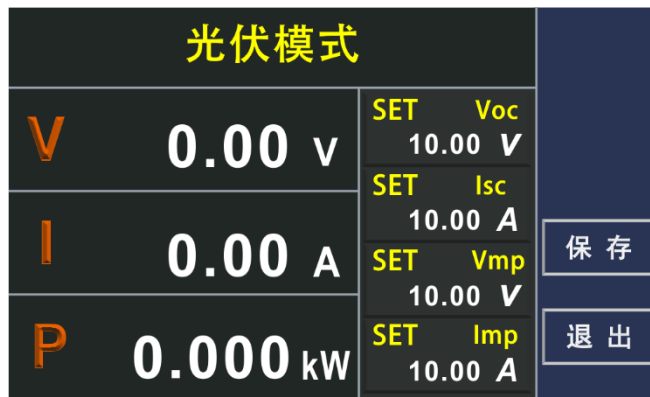 光伏模式
V 0.00 V
I 0.00 A
P 0.000 kW
SET Voc
10.00 V
SET Isc
10.00 A
SET Vmp
10.00 V
SET Imp
10.00 A
保存
退出